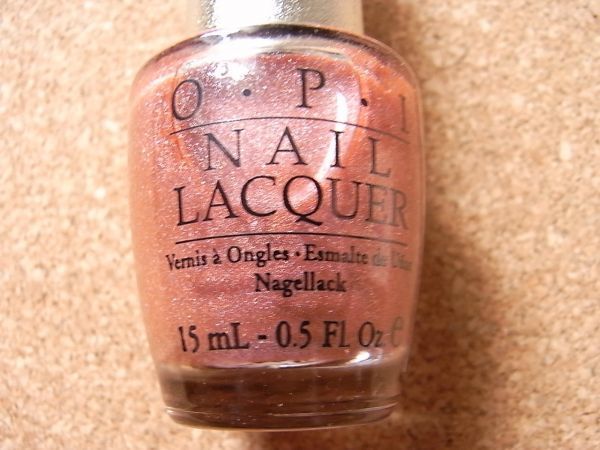 O·P·I
NAIL
LACQUER
Vernis à Ongles · Esmalte de Uñas
Nagellack
15 mL - 0.5 Fl Oz ℮